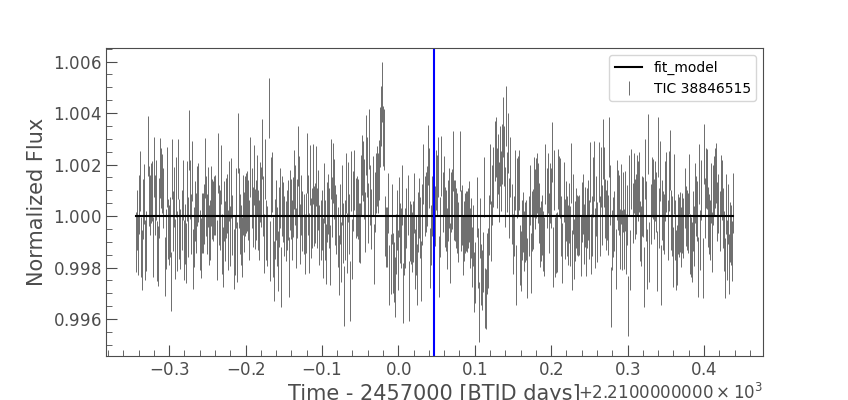 1.006
1.004
1.002
1.000
0.998
0.996
Normalized Flux
fit_model
TIC 38846515
−0.3 −0.2 −0.1 0.0 0.1 0.2 0.3 0.4
Time - 2457000 [BTJD days]
+2.2100000000 × 10³